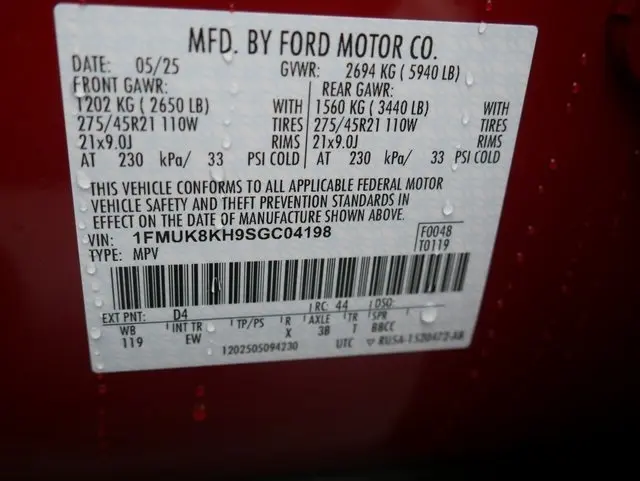 MFD. BY FORD MOTOR CO.
DATE: 05/25 GVWR: 2694 KG ( 5940 LB)
FRONT GAWR: REAR GAWR:
1202 KG ( 2650 LB) WITH 1560 KG ( 3440 LB) WITH
275/45R21 110W TIRES 275/45R21 110W TIRES
21x9.0J RIMS 21x9.0J RIMS
AT 230 kPa/ 33 PSI COLD AT 230 kPa/ 33 PSI COLD
THIS VEHICLE CONFORMS TO ALL APPLICABLE FEDERAL MOTOR
VEHICLE SAFETY AND THEFT PREVENTION STANDARDS IN
EFFECT ON THE DATE OF MANUFACTURE SHOWN ABOVE.
VIN: 1FMUK8KH9SGC04198 F0048
TYPE: MPV T0119
EXT PNT: D4 RC: 44 DSO:
WB INT TR TP/PS R AXLE TR SPR
119 EW X 3B T BBCC
1202505094230 UTC